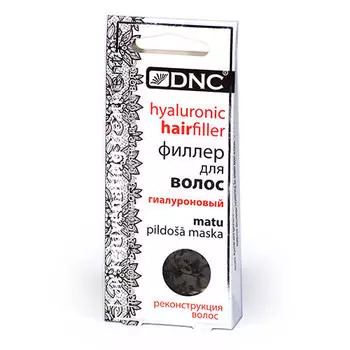 DNC
hyaluronic
hairfiller
филлер для
волос
гиалуроновый
matu
pildošā maska
реконструкция
волос